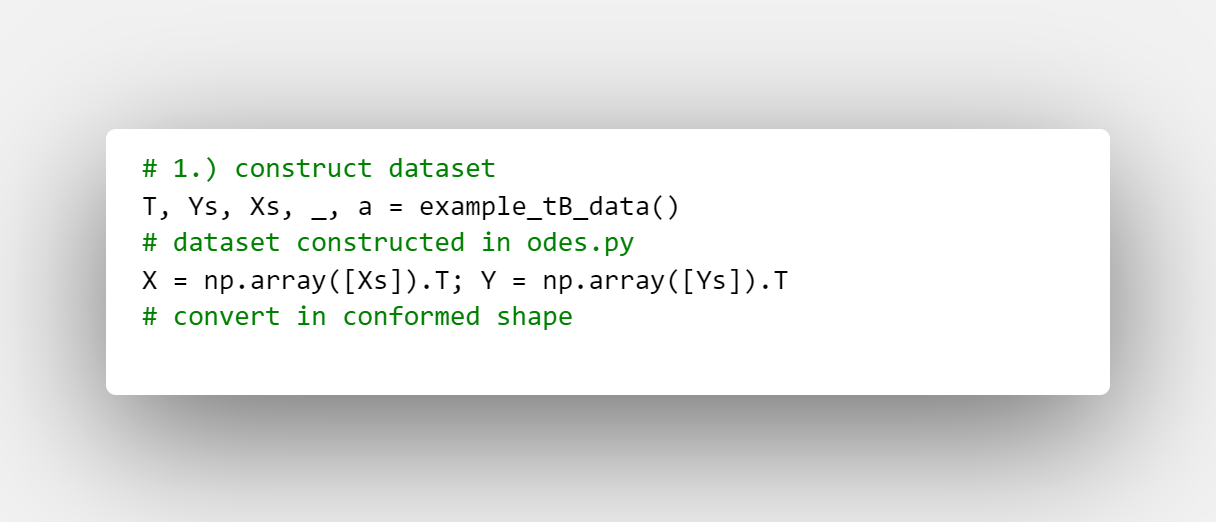 # 1.) construct dataset
T, Ys, Xs, _, a = example_tB_data()
# dataset constructed in odes.py
X = np.array([Xs]).T; Y = np.array([Ys]).T
# convert in conformed shape